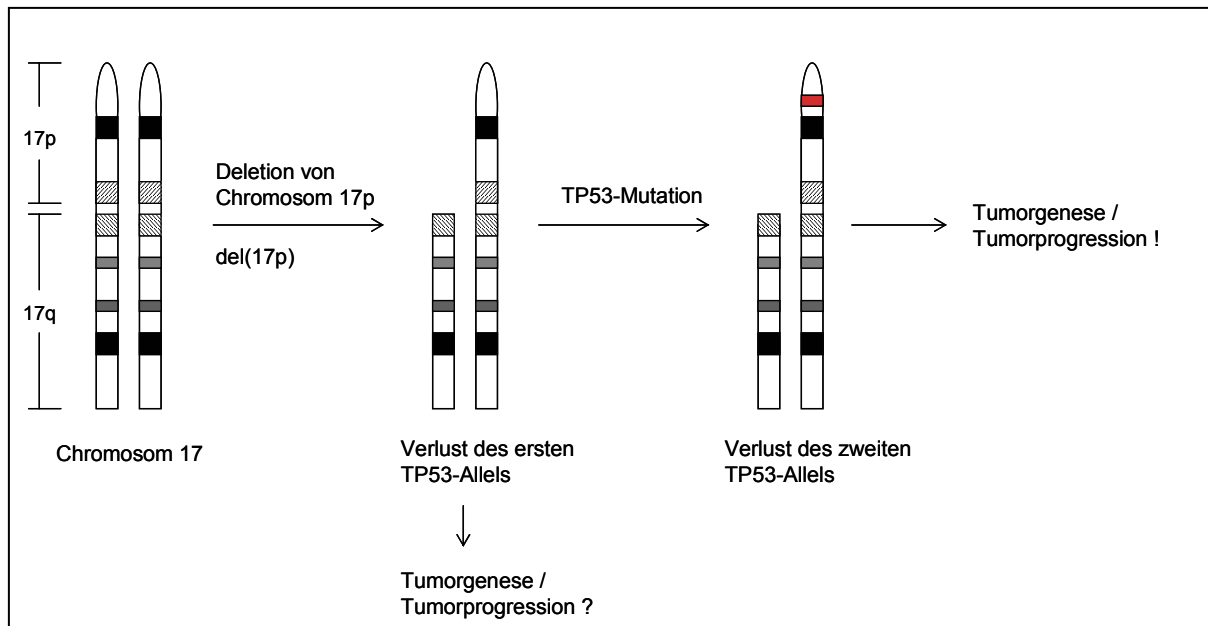 17p
17q
Chromosom 17
Deletion von
Chromosom 17p
del(17p)
Verlust des ersten
TP53-Allels
Tumorgenese /
Tumorprogression ?
TP53-Mutation
Verlust des zweiten
TP53-Allels
Tumorgenese /
Tumorprogression !